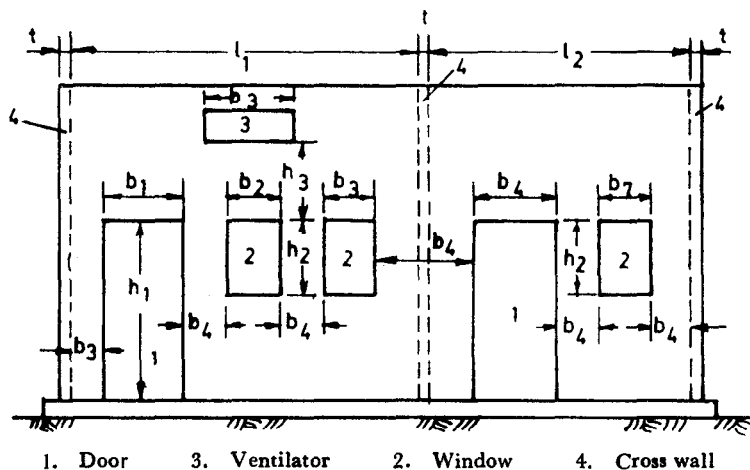 t l₁ t l₂ t
4 b₃ 4 4
3
b₁ h₃ b₂ b₃ b₄ b₇
h₁ 2 h₂ 2 b₄ h₂ 2
b₃ 1 b₄ b₄ 1 b₄ b₄
1. Door 3. Ventilator 2. Window 4. Cross wall